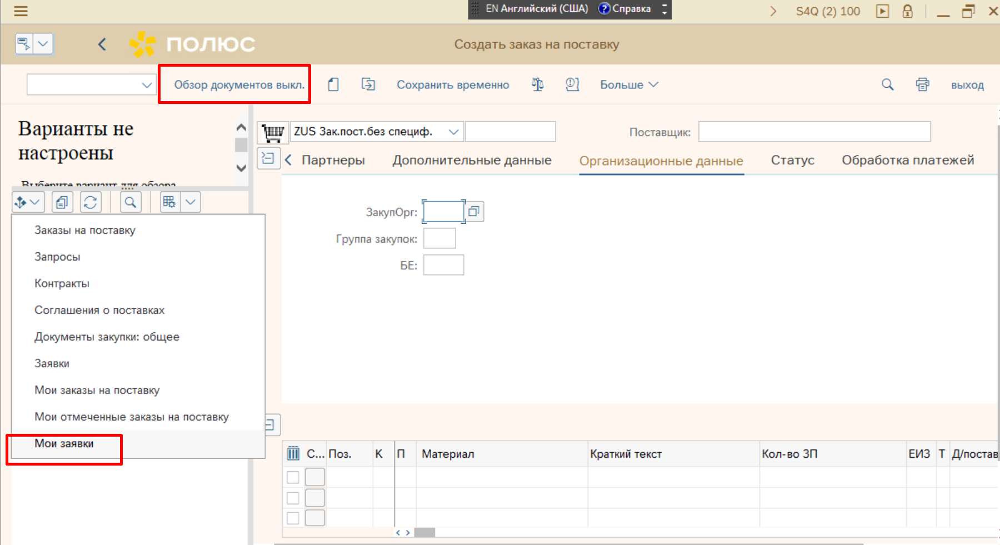 EN Английский (США) Справка
S4Q (2) 100
ПОЛЮС
Создать заказ на поставку
Обзор документов выкл.
Сохранить временно
Больше
выход
Варианты не
настроены
Выберите вариант для обзора
ZUS Зак.пост.без специф.
Поставщик:
Партнеры
Дополнительные данные
Организационные данные
Статус
Обработка платежей
ЗакупОрг:
Группа закупок:
БЕ:
Заказы на поставку
Запросы
Контракты
Соглашения о поставках
Документы закупки: общее
Заявки
Мои заказы на поставку
Мои отмеченные заказы на поставку
Мои заявки
С... Поз. К П Материал Краткий текст Кол-во ЗП ЕИЗ Т Д/постав